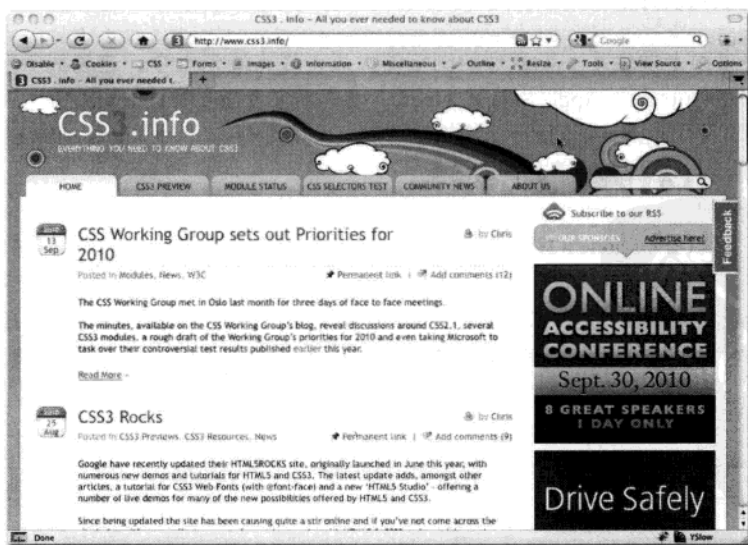 CSS3 . Info – All you ever needed to know about CSS3
http://www.css3.info/
Google
Disable Cookies CSS Forms Images Information Miscellaneous Outline Resize Tools View Source Options
CSS3 . Info – All you ever needed t...
CSS3.info
EVERYTHING YOU NEED TO KNOW ABOUT CSS3
HOME CSS3 PREVIEW MODULE STATUS CSS SELECTORS TEST COMMUNITY NEWS ABOUT US
Subscribe to our RSS
OUR SPONSORS Advertise here!
Feedback
2010
13
Sep
CSS Working Group sets out Priorities for
2010
by Chris
Posted in Modules, News, W3C
Permanent link | Add comments (12)
The CSS Working Group met in Oslo last month for three days of face to face meetings.
The minutes, available on the CSS Working Group's blog, reveal discussions around CSS2.1, several
CSS3 modules, a rough draft of the Working Group's priorities for 2010 and even taking Microsoft to
task over their controversial test results published earlier this year.
Read More
ONLINE
ACCESSIBILITY
CONFERENCE
Sept. 30, 2010
8 GREAT SPEAKERS
1 DAY ONLY
2010
25
Aug
CSS3 Rocks
by Chris
Posted in CSS3 Previews, CSS3 Resources, News
Permanent link | Add comments (9)
Google have recently updated their HTML5ROCKS site, originally launched in June this year, with
numerous new demos and tutorials for HTML5 and CSS3. The latest update adds, amongst other
articles, a tutorial for CSS3 Web Fonts (with @font-face) and a new 'HTML5 Studio' - offering a
number of live demos for many of the new possibilities offered by HTML5 and CSS3.
Since being updated the site has been causing quite a stir online and if you've not come across the
Drive Safely
Done
YSlow